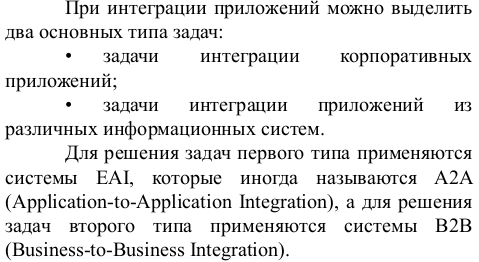 При интеграции приложений можно выделить
два основных типа задач:
• задачи интеграции корпоративных
приложений;
• задачи интеграции приложений из
различных информационных систем.
Для решения задач первого типа применяются
системы EAI, которые иногда называются A2A
(Application-to-Application Integration), а для решения
задач второго типа применяются системы B2B
(Business-to-Business Integration).